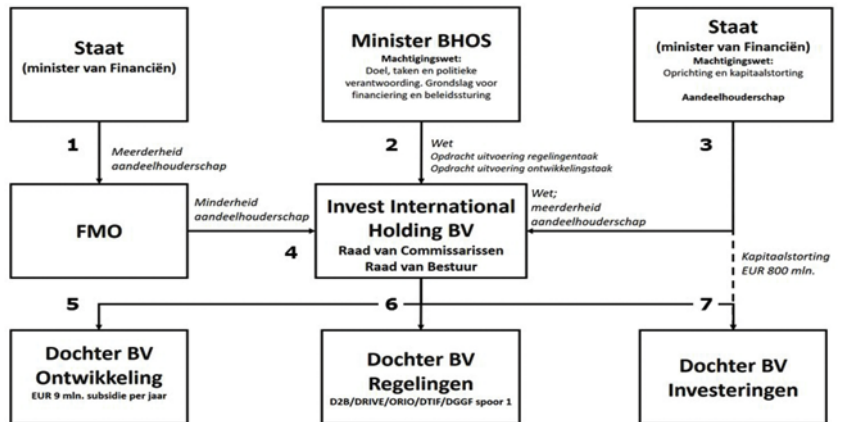 Staat
(minister van Financiën)
Minister BHOS
Machtigingswet:
Doel, taken en politieke
verantwoording. Grondslag voor
financiering en beleidssturing
Staat
(minister van Financiën)
Machtigingswet:
Oprichting en kapitaalstorting
Aandeelhouderschap
1
Meerderheid
aandeelhouderschap
2
Wet
Opdracht uitvoering regelingentaak
Opdracht uitvoering ontwikkelingstaak
3
FMO
Minderheid
aandeelhouderschap
4
Invest International
Holding BV
Raad van Commissarissen
Raad van Bestuur
Wet;
meerderheid
aandeelhouderschap
Kapitaalstorting
EUR 800 mln.
5
6
7
Dochter BV
Ontwikkeling
EUR 9 mln. subsidie per jaar
Dochter BV
Regelingen
D2B/DRIVE/ORIO/DTIF/DGGF spoor 1
Dochter BV
Investeringen